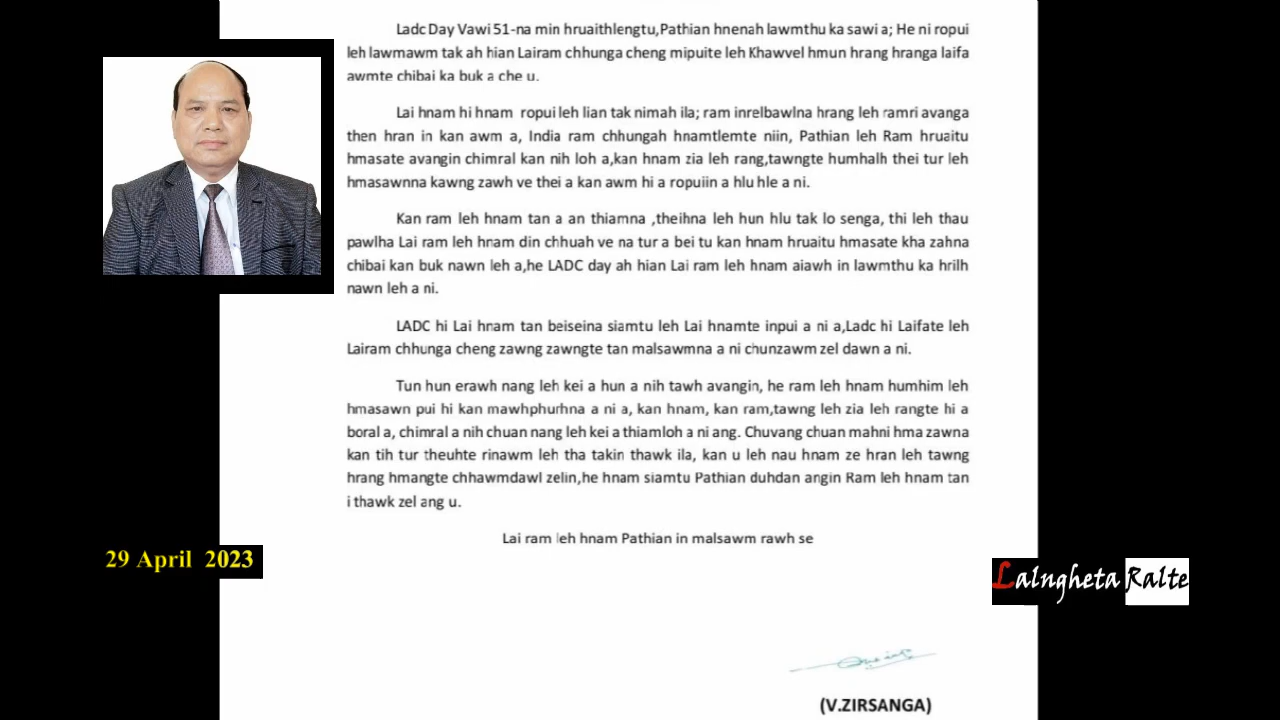 Ladc Day Vawi 51-na min hruaithlengtu,Pathian hnenah lawmthu ka sawi a; He ni ropui
leh lawmawm tak ah hian Lairam chhunga cheng mipuite leh Khawvel hmun hrang hranga laifa
awmte chibai ka buk a che u.
Lai hnam hi hnam ropui leh lian tak nimah ila; ram inrelbawlna hrang leh ramri avanga
then hran in kan awm a, India ram chhungah hnamtlemte niin, Pathian leh Ram hruaitu
hmasate avangin chimral kan nih loh a,kan hnam zia leh rang,tawngte humhalh thei tur leh
hmasawnna kawng zawh ve thei a kan awm hi a ropuiin a hlu hle a ni.
Kan ram leh hnam tan a an thiamna ,theihna leh hun hlu tak lo senga, thi leh thau
pawlha Lai ram leh hnam din chhuah ve na tur a bei tu kan hnam hruaitu hmasate kha zahna
chibai kan buk nawn leh a,he LADC day ah hian Lai ram leh hnam aiawh in lawmthu ka hrilh
nawn leh a ni.
LADC hi Lai hnam tan beiseina siamtu leh Lai hnamte inpui a ni a,Ladc hi Laifate leh
Lairam chhunga cheng zawng zawngte tan malsawmna a ni chunzawm zel dawn a ni.
Tun hun erawh nang leh kei a hun a nih tawh avangin, he ram leh hnam humhim leh
hmasawn pui hi kan mawhphurhna a ni a, kan hnam, kan ram,tawng leh zia leh rangte hi a
boral a, chimral a nih chuan nang leh kei a thiamloh a ni ang. Chuvang chuan mahni hma zawna
kan tih tur theuhte rinawm leh tha takin thawk ila, kan u leh nau hnam ze hran leh tawng
hrang hmangte chhawmdawl zelin,he hnam siamtu Pathian duhdan angin Ram leh hnam tan
i thawk zel ang u.
Lai ram leh hnam Pathian in malsawm rawh se
29 April 2023
Lalngheta Ralte
(V.ZIRSANGA)